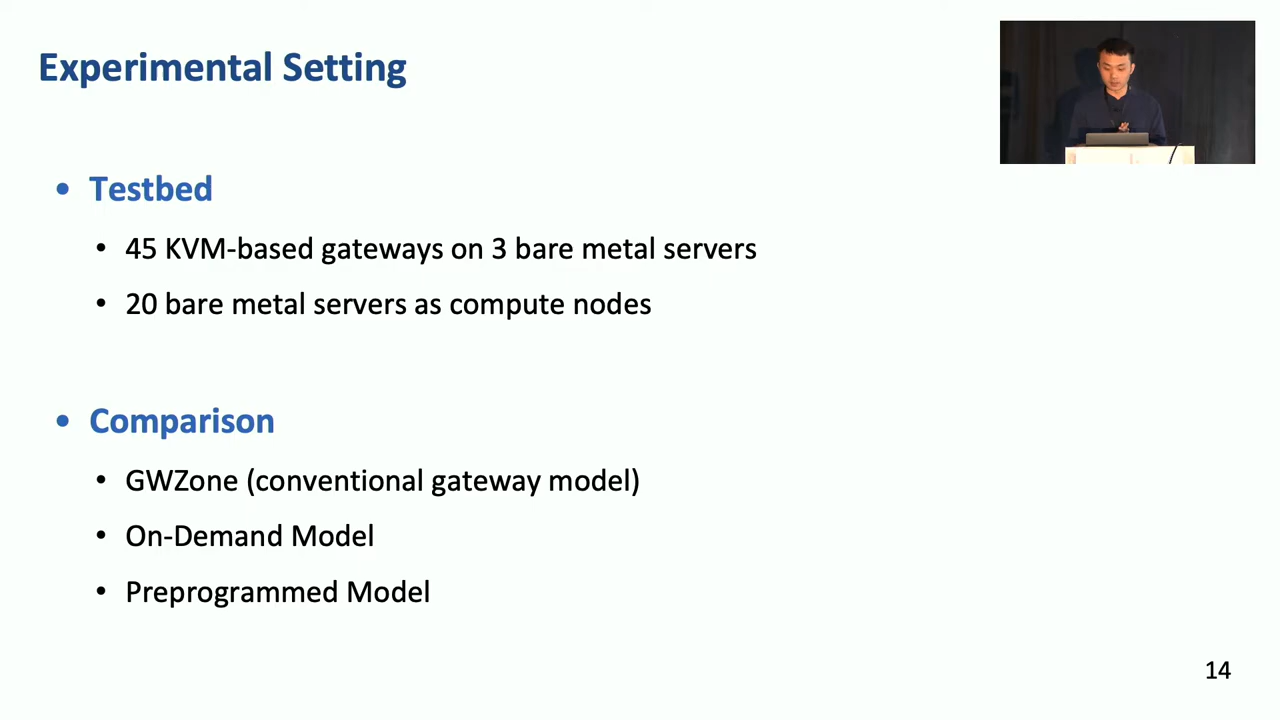 Experimental Setting
• Testbed
• 45 KVM-based gateways on 3 bare metal servers
• 20 bare metal servers as compute nodes
• Comparison
• GWZone (conventional gateway model)
• On-Demand Model
• Preprogrammed Model
14